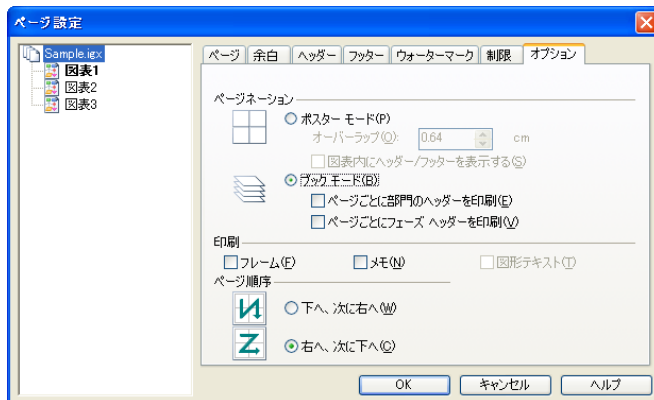 ページ設定
Sample.igx
図表1
図表2
図表3
ページ 余白 ヘッダー フッター ウォーターマーク 制限 オプション
ページネーション
ポスター モード(P)
オーバーラップ(O): 0.64 cm
図表内にヘッダー/フッターを表示する(S)
ブック モード(B)
ページごとに部門のヘッダーを印刷(E)
ページごとにフェーズ ヘッダーを印刷(V)
印刷
フレーム(F) メモ(N) 図形テキスト(T)
ページ順序
下へ、次に右へ(W)
右へ、次に下へ(C)
OK キャンセル ヘルプ